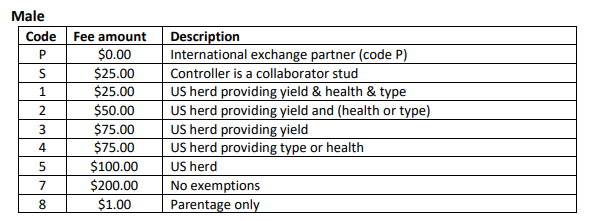 Male
Code Fee amount Description
P $0.00 International exchange partner (code P)
S $25.00 Controller is a collaborator stud
1 $25.00 US herd providing yield & health & type
2 $50.00 US herd providing yield and (health or type)
3 $75.00 US herd providing yield
4 $75.00 US herd providing type or health
5 $100.00 US herd
7 $200.00 No exemptions
8 $1.00 Parentage only